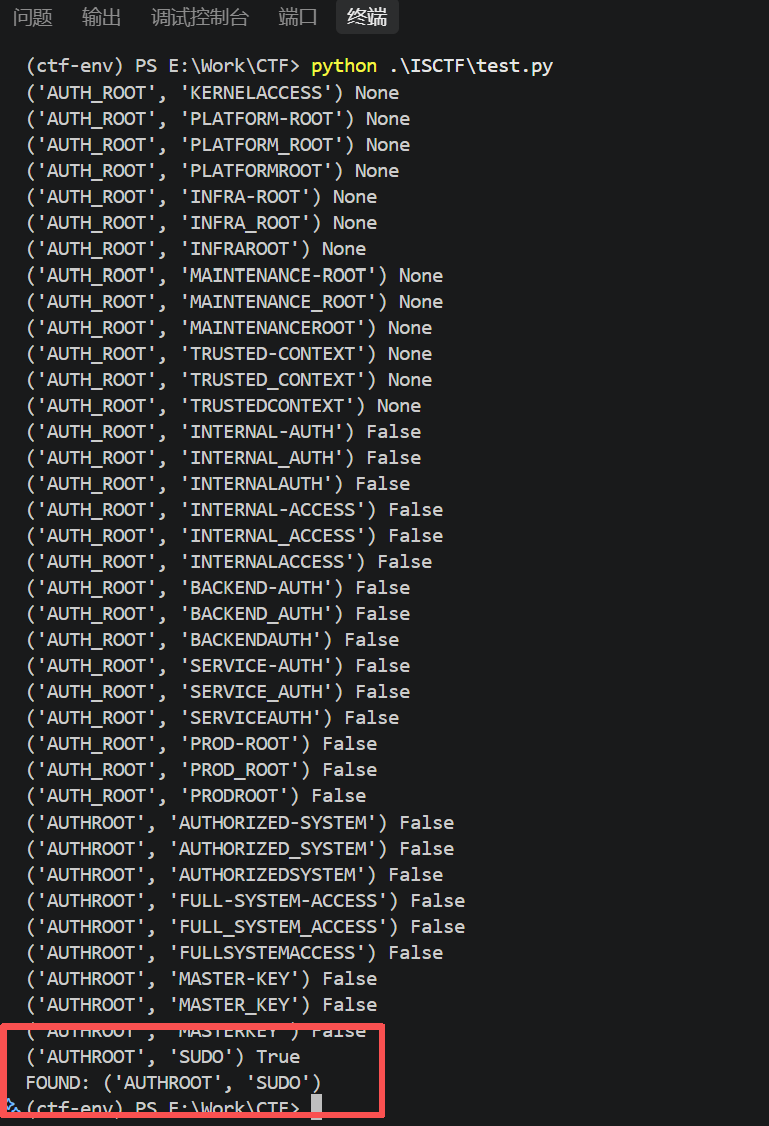 问题 输出 调试控制台 端口 终端
(ctf-env) PS E:\Work\CTF> python .\ISCTF\test.py
('AUTH_ROOT', 'KERNELACCESS') None
('AUTH_ROOT', 'PLATFORM-ROOT') None
('AUTH_ROOT', 'PLATFORM_ROOT') None
('AUTH_ROOT', 'PLATFORMROOT') None
('AUTH_ROOT', 'INFRA-ROOT') None
('AUTH_ROOT', 'INFRA_ROOT') None
('AUTH_ROOT', 'INFRAROOT') None
('AUTH_ROOT', 'MAINTENANCE-ROOT') None
('AUTH_ROOT', 'MAINTENANCE_ROOT') None
('AUTH_ROOT', 'MAINTENANCEROOT') None
('AUTH_ROOT', 'TRUSTED-CONTEXT') None
('AUTH_ROOT', 'TRUSTED_CONTEXT') None
('AUTH_ROOT', 'TRUSTEDCONTEXT') None
('AUTH_ROOT', 'INTERNAL-AUTH') False
('AUTH_ROOT', 'INTERNAL_AUTH') False
('AUTH_ROOT', 'INTERNALAUTH') False
('AUTH_ROOT', 'INTERNAL-ACCESS') False
('AUTH_ROOT', 'INTERNAL_ACCESS') False
('AUTH_ROOT', 'INTERNALACCESS') False
('AUTH_ROOT', 'BACKEND-AUTH') False
('AUTH_ROOT', 'BACKEND_AUTH') False
('AUTH_ROOT', 'BACKENDAUTH') False
('AUTH_ROOT', 'SERVICE-AUTH') False
('AUTH_ROOT', 'SERVICE_AUTH') False
('AUTH_ROOT', 'SERVICEAUTH') False
('AUTH_ROOT', 'PROD-ROOT') False
('AUTH_ROOT', 'PROD_ROOT') False
('AUTH_ROOT', 'PRODROOT') False
('AUTHROOT', 'AUTHORIZED-SYSTEM') False
('AUTHROOT', 'AUTHORIZED_SYSTEM') False
('AUTHROOT', 'AUTHORIZEDSYSTEM') False
('AUTHROOT', 'FULL-SYSTEM-ACCESS') False
('AUTHROOT', 'FULL_SYSTEM_ACCESS') False
('AUTHROOT', 'FULLSYSTEMACCESS') False
('AUTHROOT', 'MASTER-KEY') False
('AUTHROOT', 'MASTER_KEY') False
('AUTHROOT', 'MASTERKEY') False
('AUTHROOT', 'SUDO') True
FOUND: ('AUTHROOT', 'SUDO')
(ctf-env) PS E:\Work\CTF>